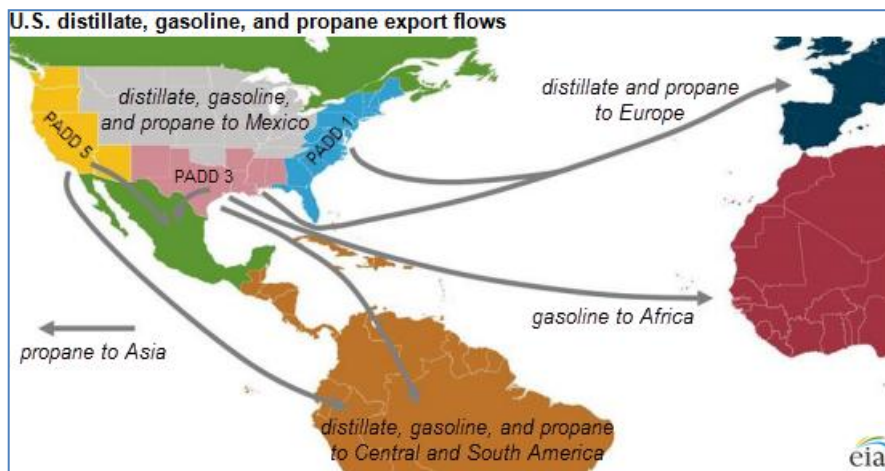 U.S. distillate, gasoline, and propane export flows
distillate, gasoline,
and propane to Mexico
distillate and propane
to Europe
PADD 5
PADD 1
PADD 3
gasoline to Africa
propane to Asia
distillate, gasoline, and propane
to Central and South America
eia